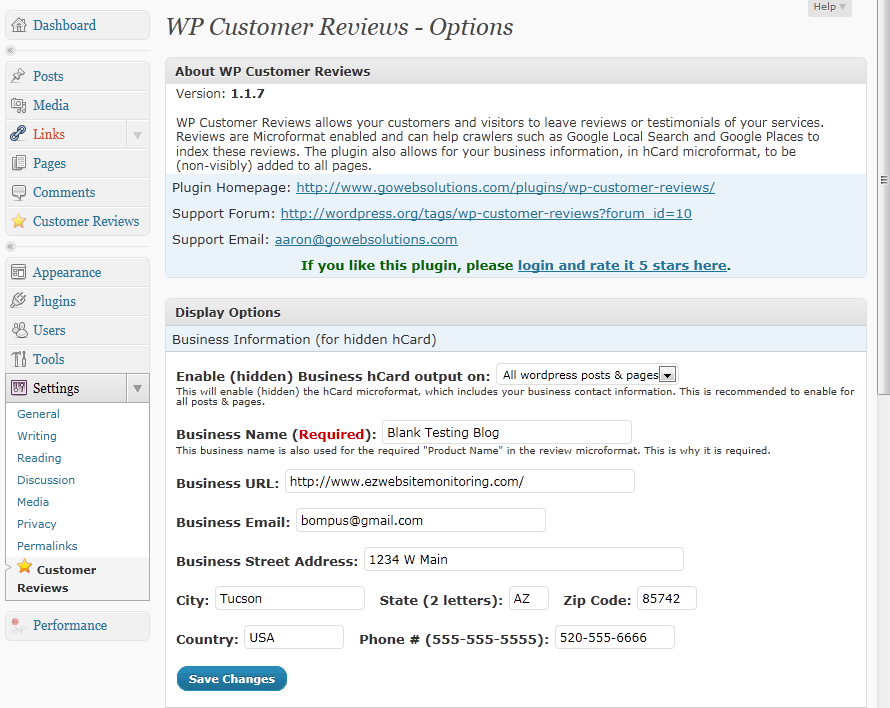 Help
WP Customer Reviews - Options
Dashboard
Posts
Media
Links
Pages
Comments
Customer Reviews
Appearance
Plugins
Users
Tools
Settings
General
Writing
Reading
Discussion
Media
Privacy
Permalinks
Customer
Reviews
Performance
About WP Customer Reviews
Version: 1.1.7
WP Customer Reviews allows your customers and visitors to leave reviews or testimonials of your services.
Reviews are Microformat enabled and can help crawlers such as Google Local Search and Google Places to
index these reviews. The plugin also allows for your business information, in hCard microformat, to be
(non-visibly) added to all pages.
Plugin Homepage: http://www.gowebsolutions.com/plugins/wp-customer-reviews/
Support Forum: http://wordpress.org/tags/wp-customer-reviews?forum_id=10
Support Email: aaron@gowebsolutions.com
If you like this plugin, please login and rate it 5 stars here.
Display Options
Business Information (for hidden hCard)
Enable (hidden) Business hCard output on: All wordpress posts & pages
This will enable (hidden) the hCard microformat, which includes your business contact information. This is recommended to enable for
all posts & pages.
Business Name (Required): Blank Testing Blog
This business name is also used for the required "Product Name" in the review microformat. This is why it is required.
Business URL: http://www.ezwebsitemonitoring.com/
Business Email: bompus@gmail.com
Business Street Address: 1234 W Main
City: Tucson State (2 letters): AZ Zip Code: 85742
Country: USA Phone # (555-555-5555): 520-555-6666
Save Changes